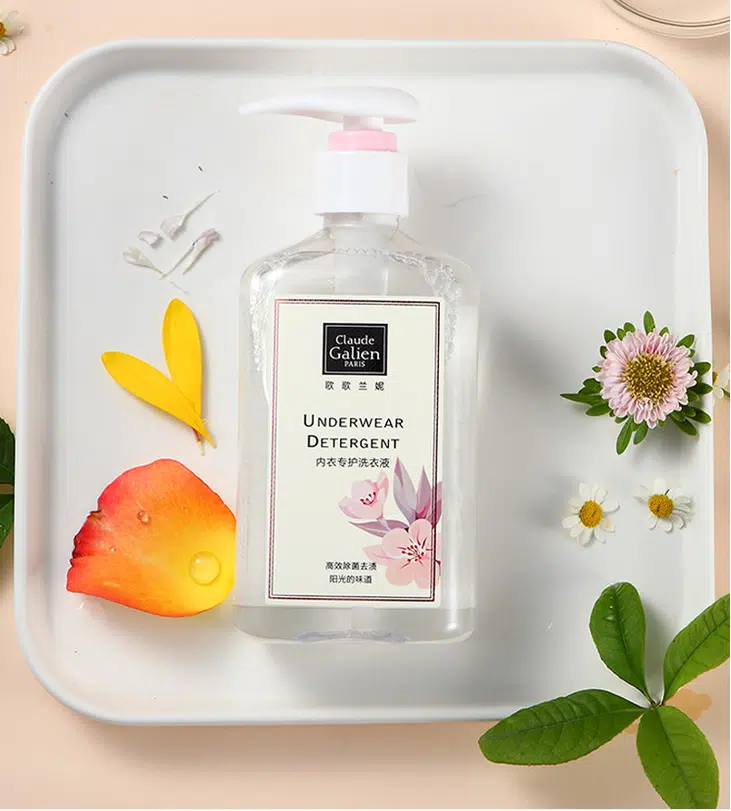 Claude
Galien
PARIS
歌歌兰妮
UNDERWEAR
DETERGENT
内衣专护洗衣液
高效除菌去渍
阳光的味道